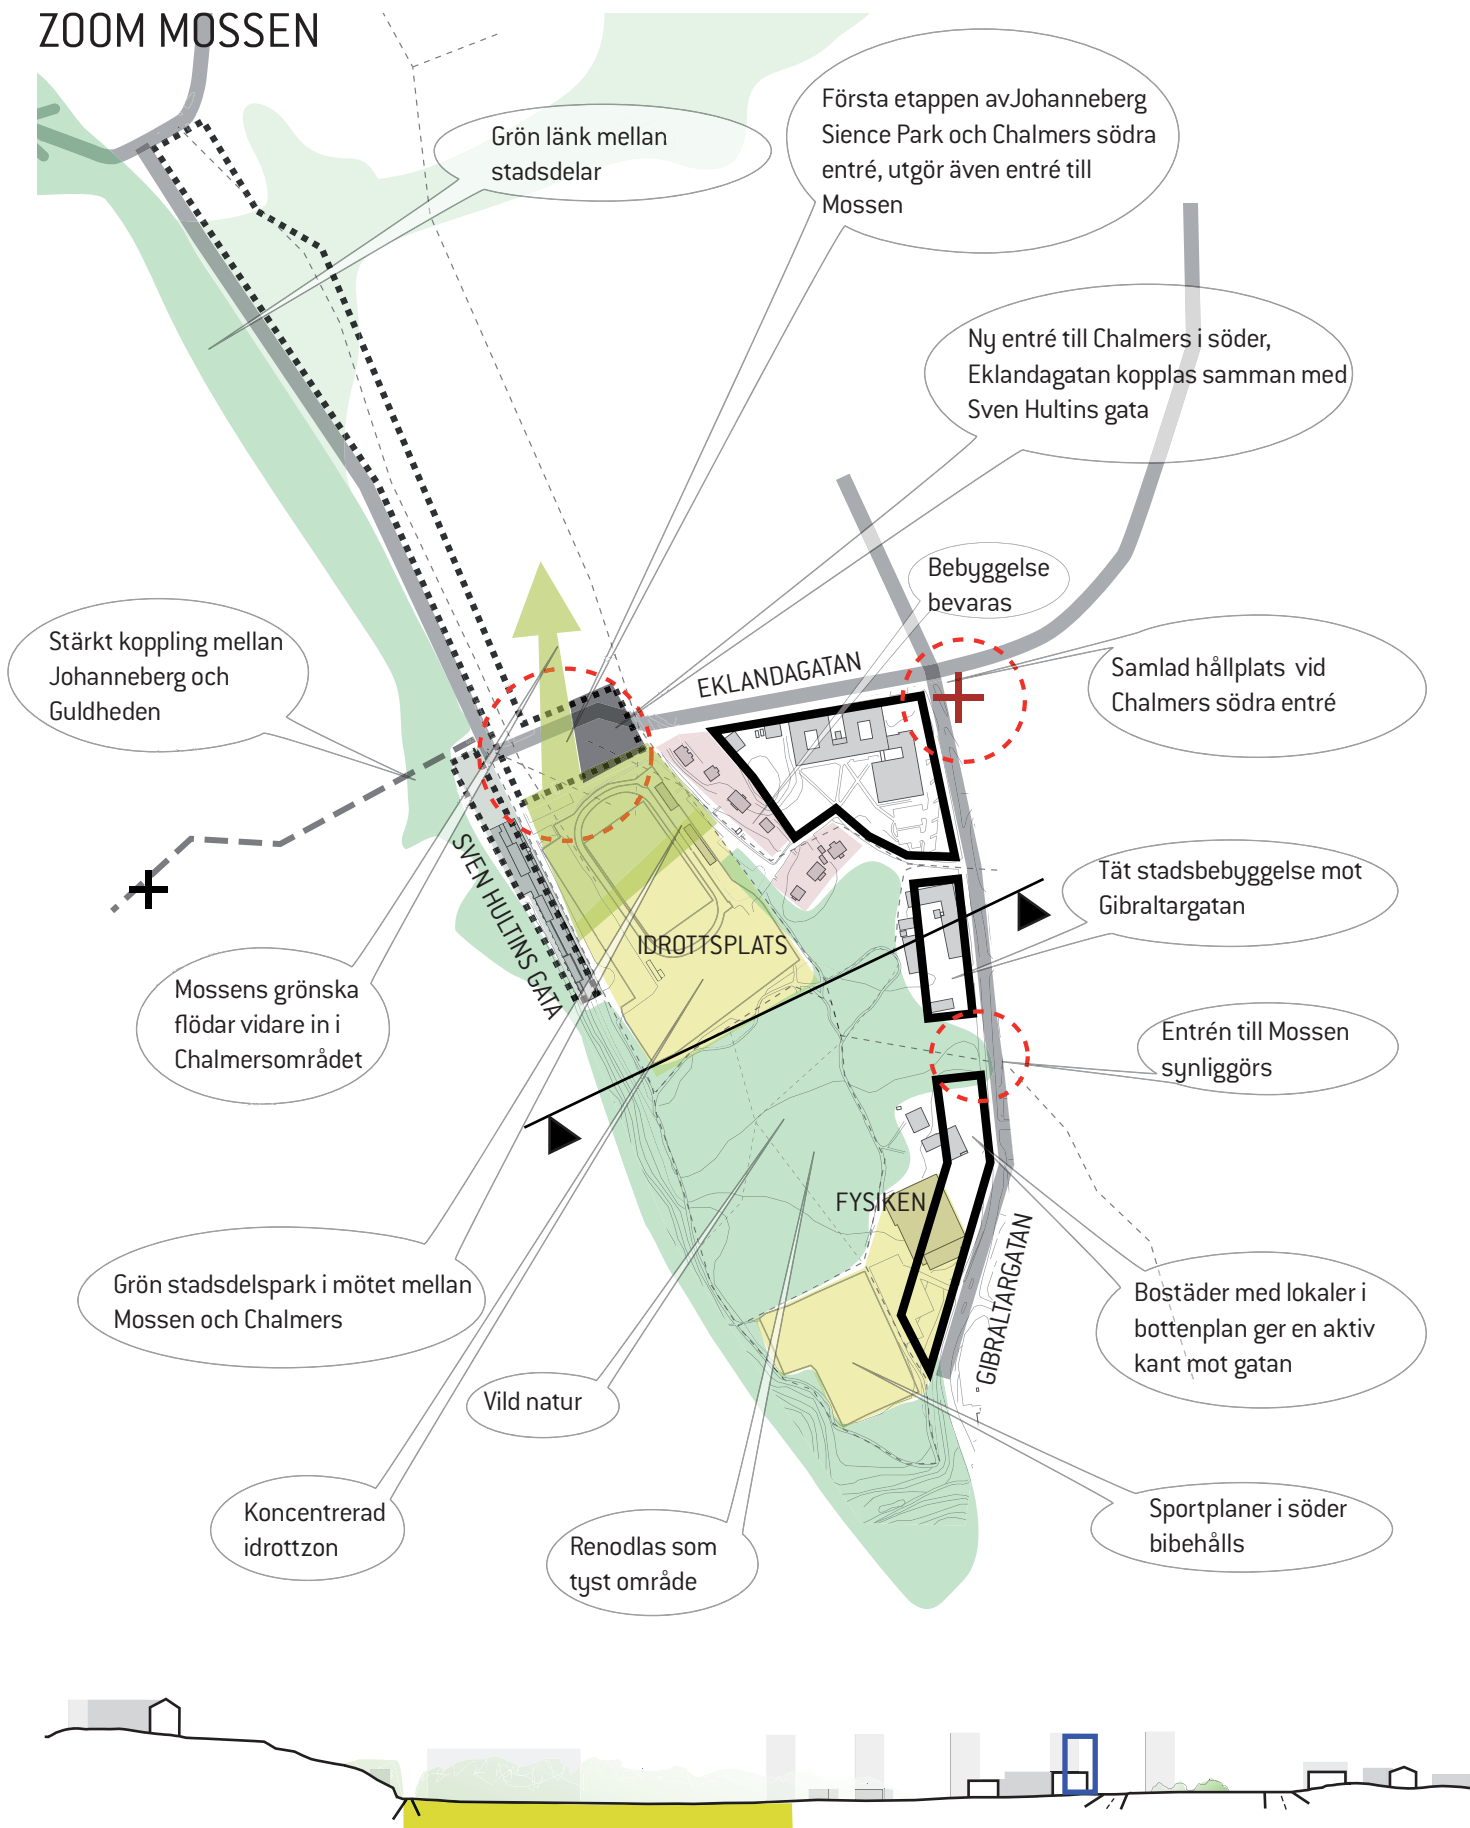 ZOOM MOSSEN
Grön länk mellan
stadsdelar
Första etappen avJohanneberg
Sience Park och Chalmers södra
entré, utgör även entré till
Mossen
Ny entré till Chalmers i söder,
Eklandagatan kopplas samman med
Sven Hultins gata
Bebyggelse
bevaras
Stärkt koppling mellan
Johanneberg och
Guldheden
EKLANDAGATAN
Samlad hållplats vid
Chalmers södra entré
SVEN HULTINS GATA
IDROTTSPLATS
Tät stadsbebyggelse mot
Gibraltargatan
Mossens grönska
flödar vidare in i
Chalmersområdet
Entrén till Mossen
synliggörs
FYSIKEN
GIBRALTARGATAN
Grön stadsdelspark i mötet mellan
Mossen och Chalmers
Bostäder med lokaler i
bottenplan ger en aktiv
kant mot gatan
Vild natur
Koncentrerad
idrottzon
Renodlas som
tyst område
Sportplaner i söder
bibehålls